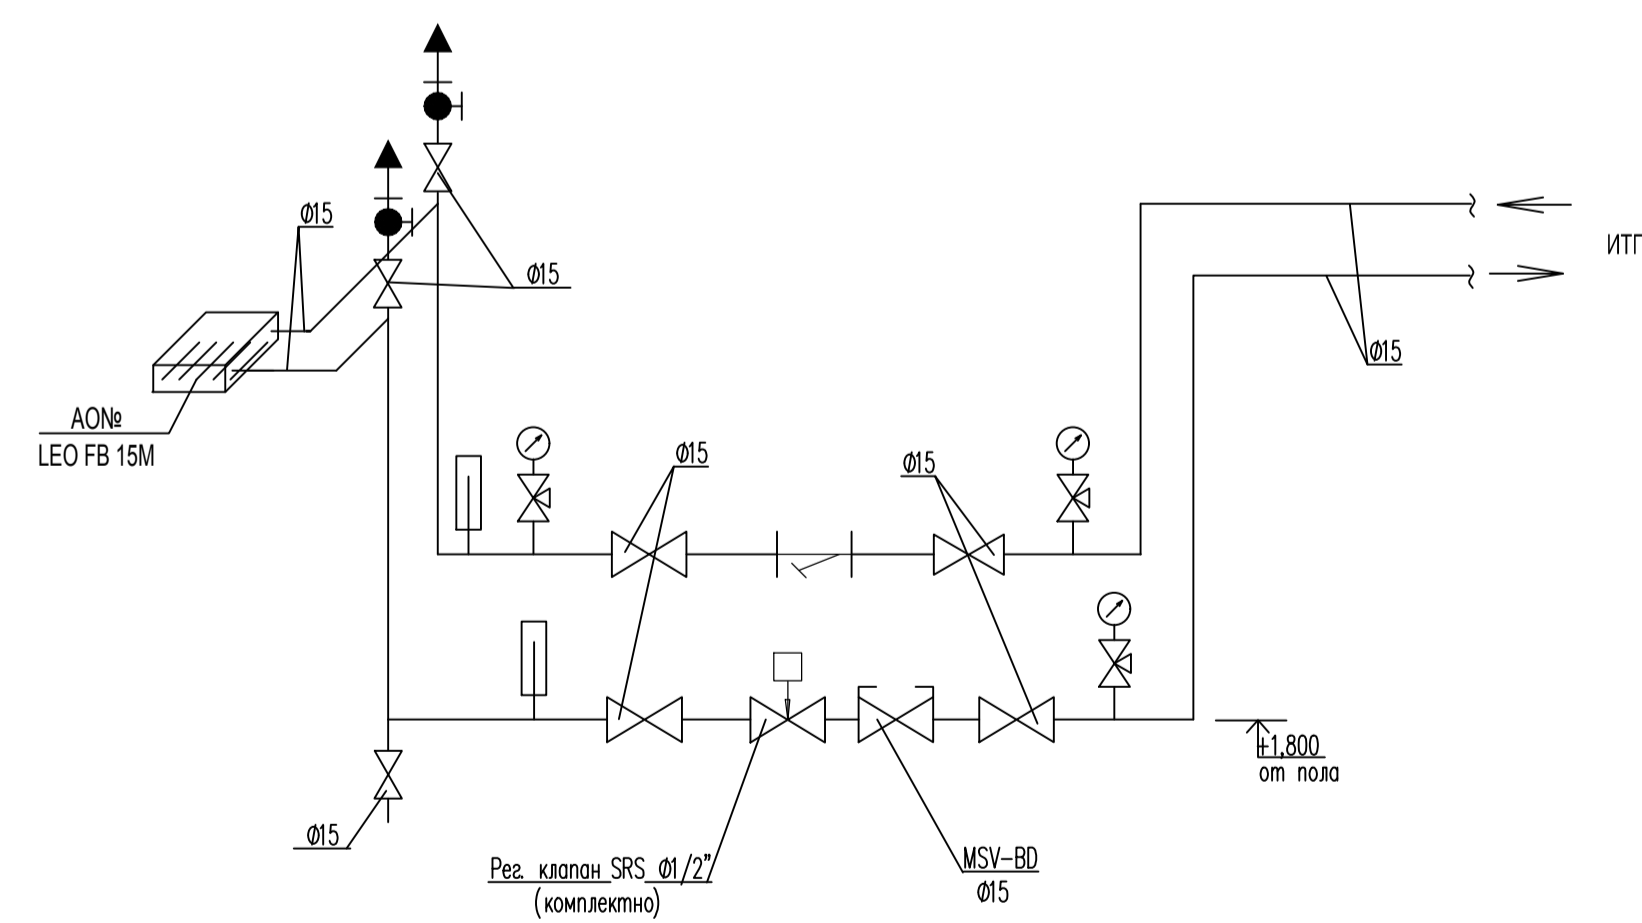 Ø15
Ø15
ИТП
Ø15
АО№
LEO FB 15M
Ø15
Ø15
+1,800
от пола
Ø15
Рег. клапан SRS Ø1/2”
(комплектно)
MSV-BD
Ø15